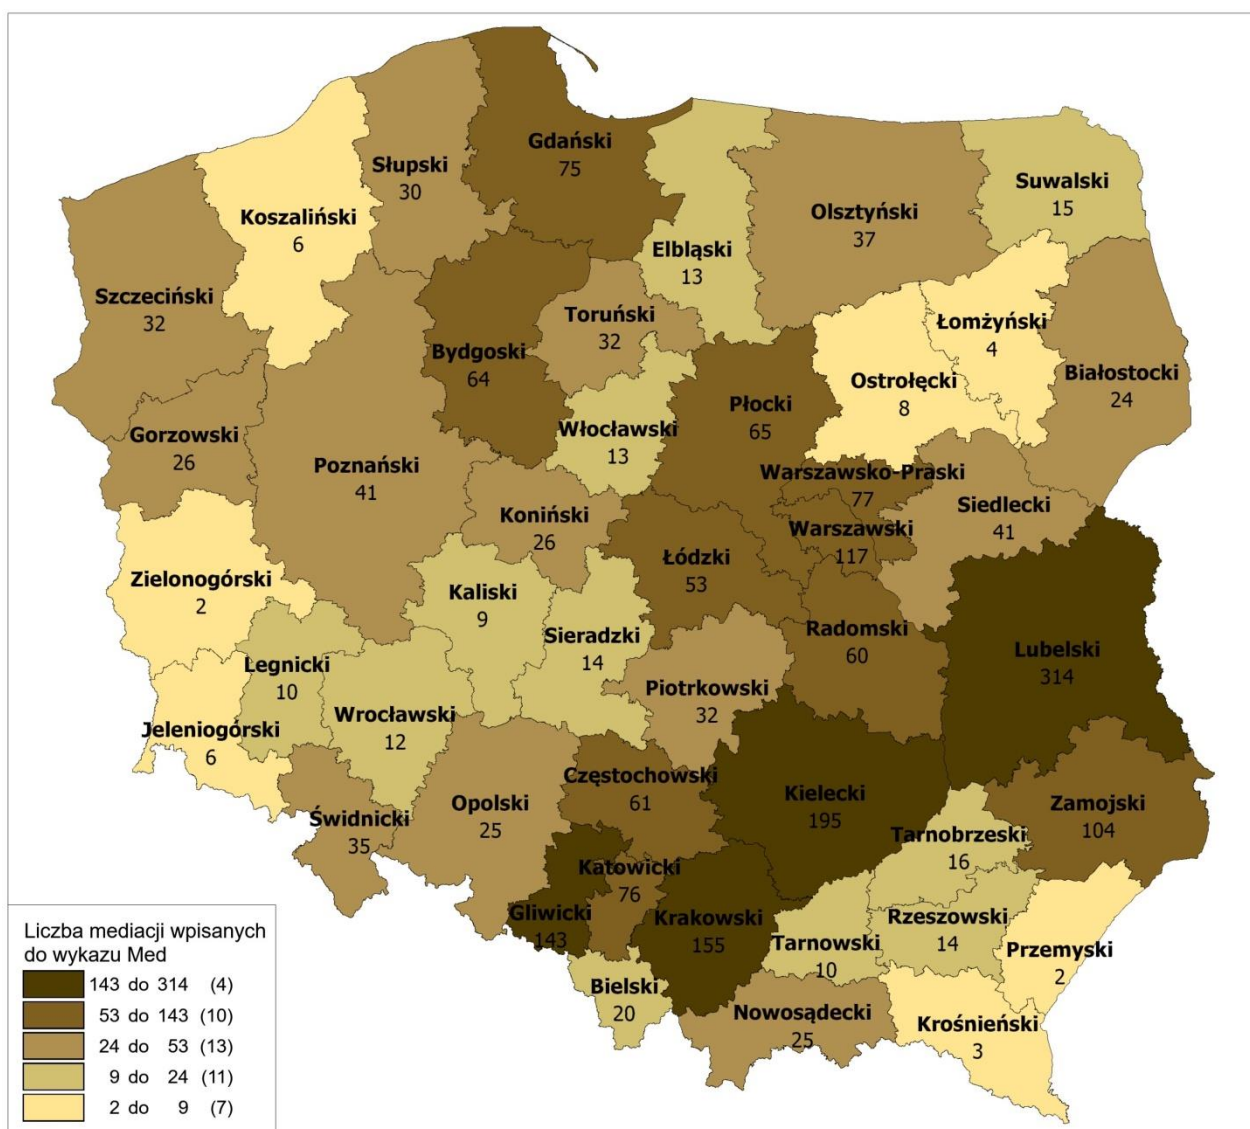 Gdański
75
Słupski
30
Suwalski
15
Koszaliński
6
Olsztyński
37
Elbląski
13
Szczeciński
32
Toruński
32
Łomżyński
4
Bydgoski
64
Białostocki
24
Ostrołęcki
8
Płocki
65
Włocławski
13
Gorzowski
26
Poznański
41
Warszawsko-Praski
77
Siedlecki
41
Koniński
26
Warszawski
117
Łódzki
53
Zielonogórski
2
Kaliski
9
Sieradzki
14
Radomski
60
Lubelski
314
Legnicki
10
Piotrkowski
32
Wrocławski
12
Jeleniogórski
6
Częstochowski
61
Kielecki
195
Opolski
25
Zamojski
104
Świdnicki
35
Tarnobrzeski
16
Katowicki
76
Gliwicki
143
Krakowski
155
Rzeszowski
14
Tarnowski
10
Przemyski
2
Bielski
20
Nowosądecki
25
Krośnieński
3
Liczba mediacji wpisanych
do wykazu Med
143 do 314 (4)
53 do 143 (10)
24 do 53 (13)
9 do 24 (11)
2 do 9 (7)